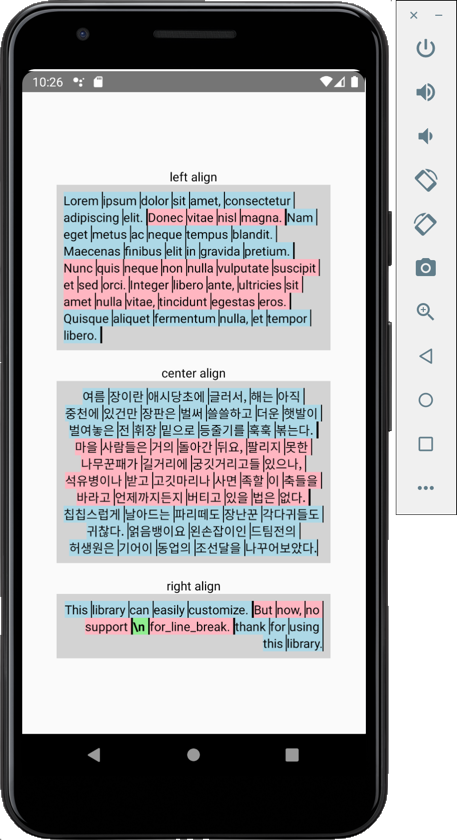 10:26
left align
Lorem ipsum dolor sit amet, consectetur
adipiscing elit. Donec vitae nisl magna. Nam
eget metus ac neque tempus blandit.
Maecenas finibus elit in gravida pretium.
Nunc quis neque non nulla vulputate suscipit
et sed orci. Integer libero ante, ultricies sit
amet nulla vitae, tincidunt egestas eros.
Quisque aliquet fermentum nulla, et tempor
libero.
center align
여름 장이란 애시당초에 글러서, 해는 아직
중천에 있건만 장판은 벌써 쓸쓸하고 더운 햇발이
벌여놓은 전 휘장 밑으로 등줄기를 훅훅 볶는다.
마을 사람들은 거의 돌아간 뒤요, 팔리지 못한
나무꾼패가 길거리에 궁싯거리고들 있으나,
석유병이나 받고 고깃마리나 사면 족할 이 축들을
바라고 언제까지든지 버티고 있을 법은 없다.
칩칩스럽게 날아드는 파리떼도 장난꾼 각다귀들도
귀찮다. 얽음뱅이요 왼손잡이인 드팀전의
허생원은 기어이 동업의 조선달을 나꾸어보았다.
right align
This library can easily customize. But now, no
support \n for_line_break. thank for using
this library.